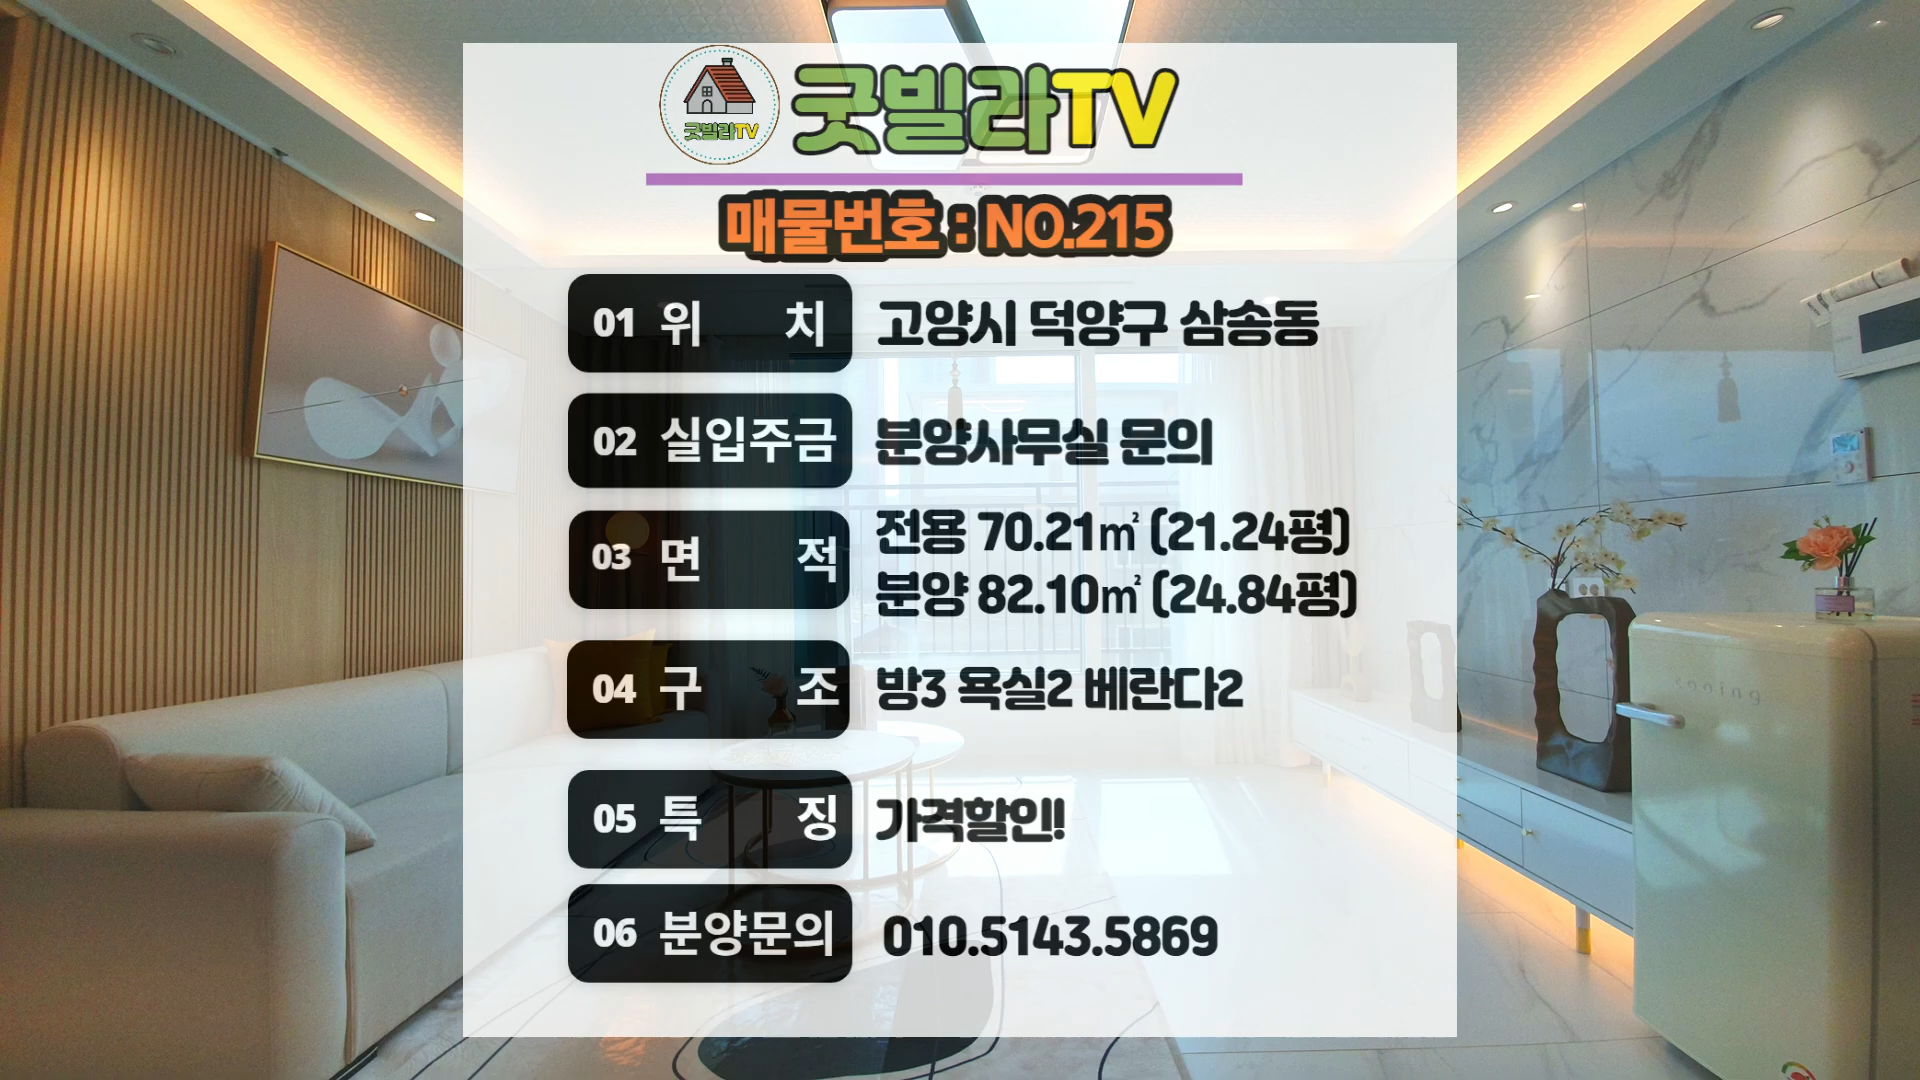 굿빌라TV
굿빌라TV
매물번호 : NO.215
01 위 치 고양시 덕양구 삼송동
02 실입주금 분양사무실 문의
03 면 적 전용 70.21㎡ (21.24평)
분양 82.10㎡ (24.84평)
04 구 조 방3 욕실2 베란다2
05 특 징 가격할인!
06 분양문의 010.5143.5869
cooing